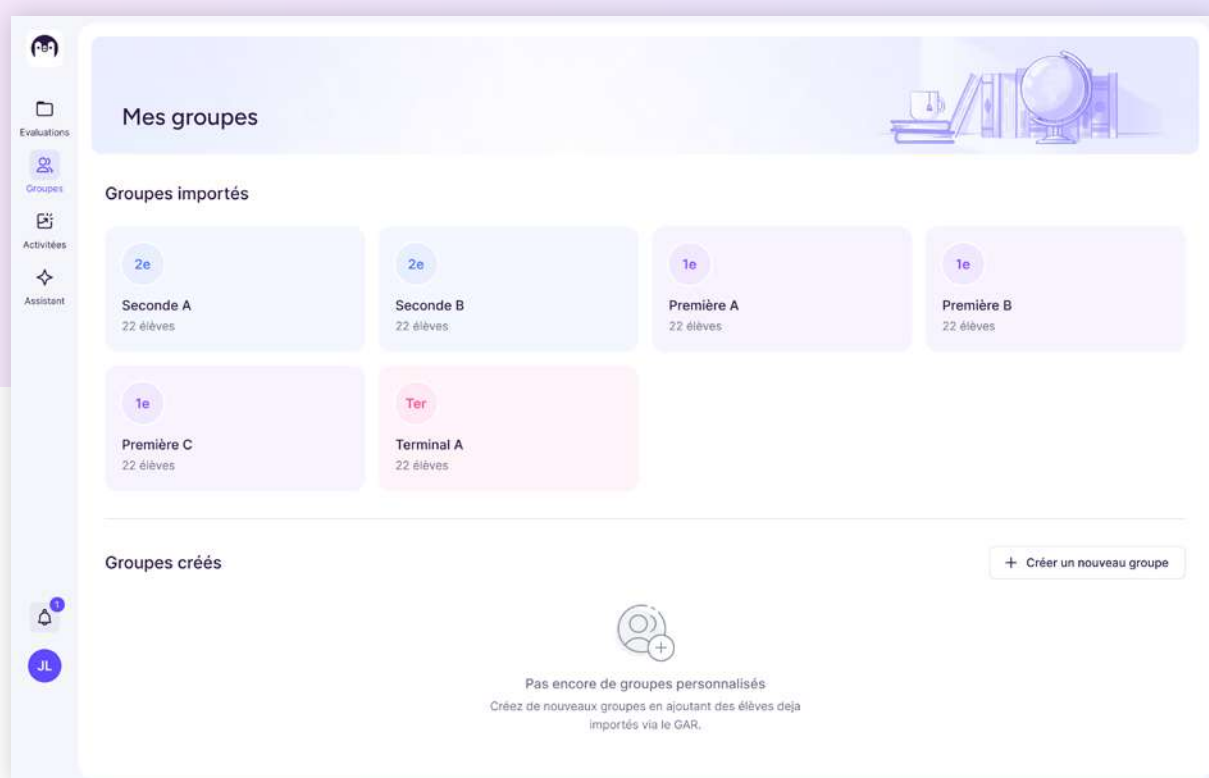 Evaluations
Groupes
Activitées
Assistant
1
JL
Mes groupes
Groupes importés
2e
Seconde A
22 élèves
2e
Seconde B
22 élèves
1e
Première A
22 élèves
1e
Première B
22 élèves
1e
Première C
22 élèves
Ter
Terminal A
22 élèves
Groupes créés
+ Créer un nouveau groupe
Pas encore de groupes personnalisés
Créez de nouveaux groupes en ajoutant des élèves deja
importés via le GAR.